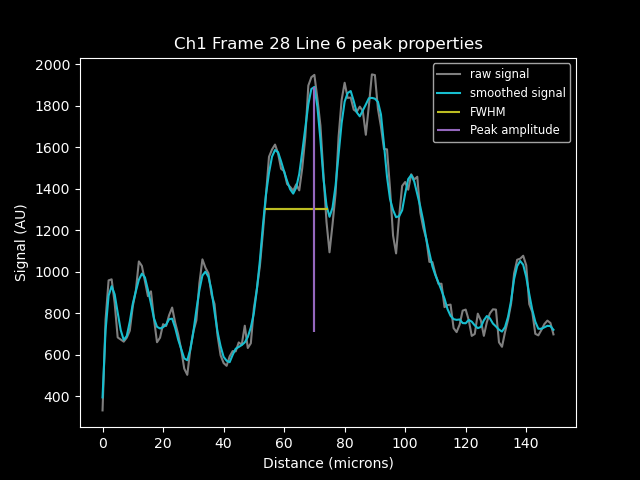 Ch1 Frame 28 Line 6 peak properties
raw signal
smoothed signal
FWHM
Peak amplitude
Signal (AU)
2000
1800
1600
1400
1200
1000
800
600
400
0 20 40 60 80 100 120 140
Distance (microns)